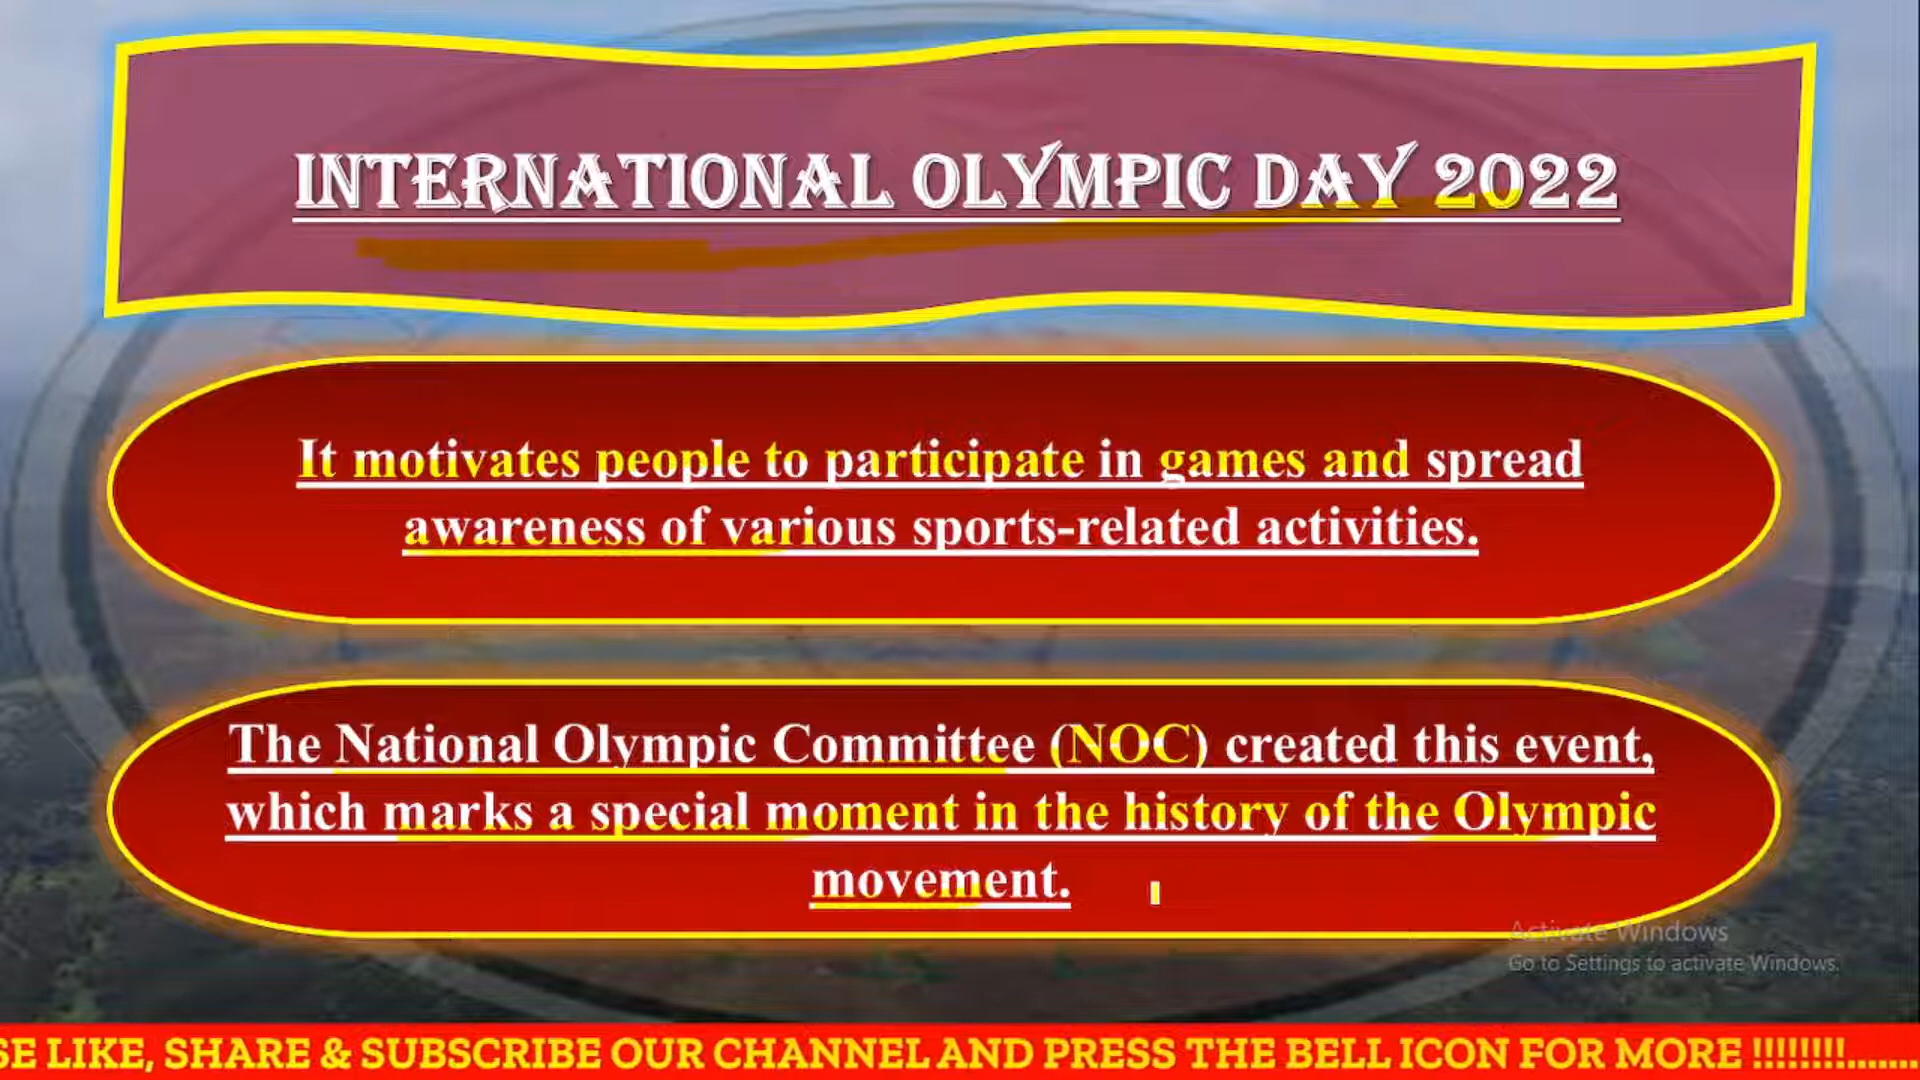 INTERNATIONAL OLYMPIC DAY 2022
It motivates people to participate in games and spread
awareness of various sports-related activities.
The National Olympic Committee (NOC) created this event,
which marks a special moment in the history of the Olympic
movement.
Activate Windows
Go to Settings to activate Windows.
SE LIKE, SHARE & SUBSCRIBE OUR CHANNEL AND PRESS THE BELL ICON FOR MORE !!!!!!!!.......